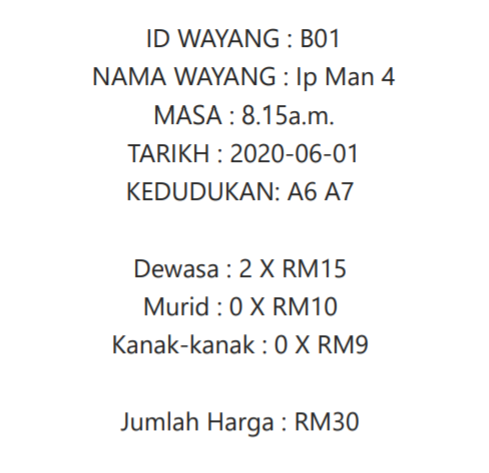 ID WAYANG : B01
NAMA WAYANG : Ip Man 4
MASA : 8.15a.m.
TARIKH : 2020-06-01
KEDUDUKAN: A6 A7
Dewasa : 2 X RM15
Murid : 0 X RM10
Kanak-kanak : 0 X RM9
Jumlah Harga : RM30